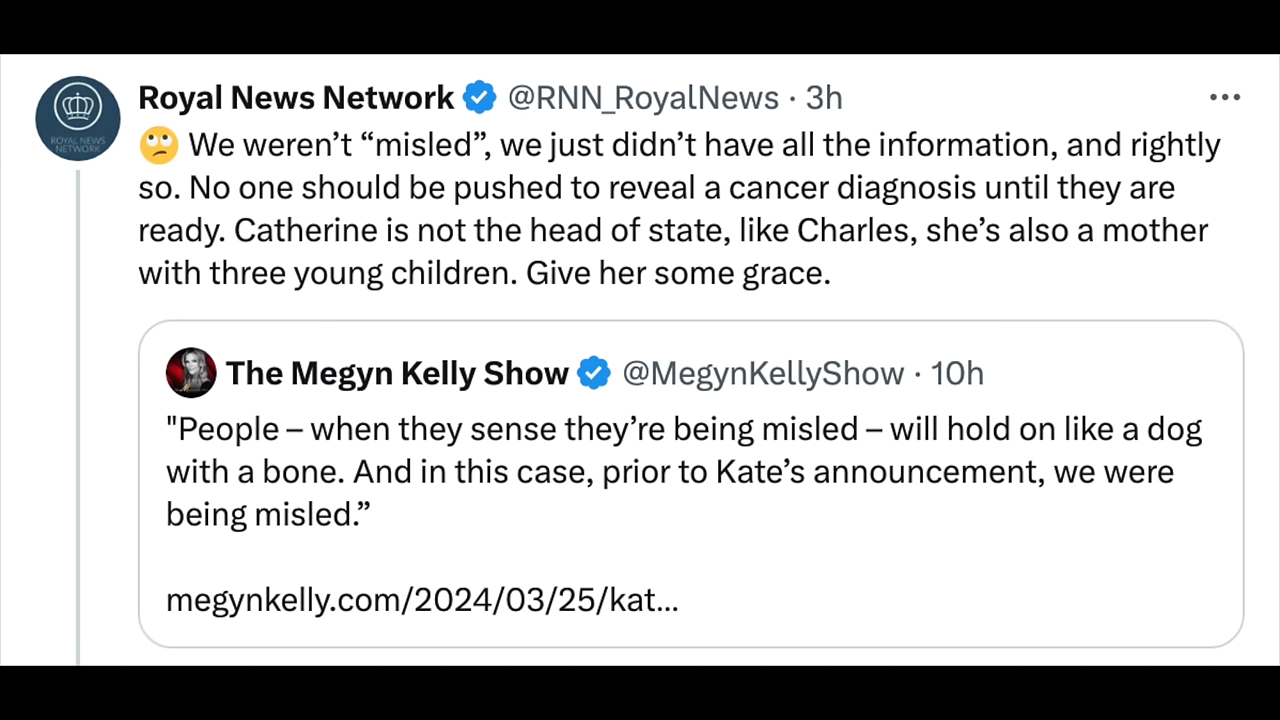 Royal News Network @RNN_RoyalNews · 3h
🙄 We weren’t “misled”, we just didn’t have all the information, and rightly
so. No one should be pushed to reveal a cancer diagnosis until they are
ready. Catherine is not the head of state, like Charles, she’s also a mother
with three young children. Give her some grace.
ROYAL NEWS
NETWORK
The Megyn Kelly Show @MegynKellyShow · 10h
"People – when they sense they’re being misled – will hold on like a dog
with a bone. And in this case, prior to Kate’s announcement, we were
being misled.”
megynkelly.com/2024/03/25/kat...